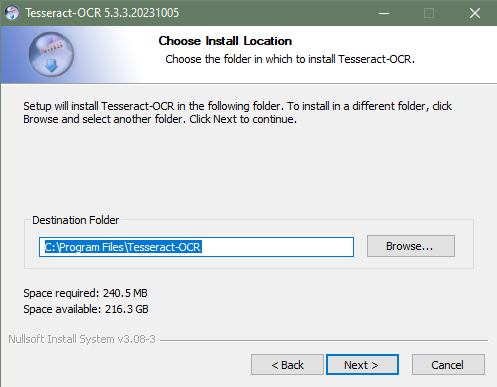 Tesseract-OCR 5.3.3.20231005
Choose Install Location
Choose the folder in which to install Tesseract-OCR.
Setup will install Tesseract-OCR in the following folder. To install in a different folder, click
Browse and select another folder. Click Next to continue.
Destination Folder
C:\Program Files\Tesseract-OCR
Browse...
Space required: 240.5 MB
Space available: 216.3 GB
Nullsoft Install System v3.08-3
< Back
Next >
Cancel